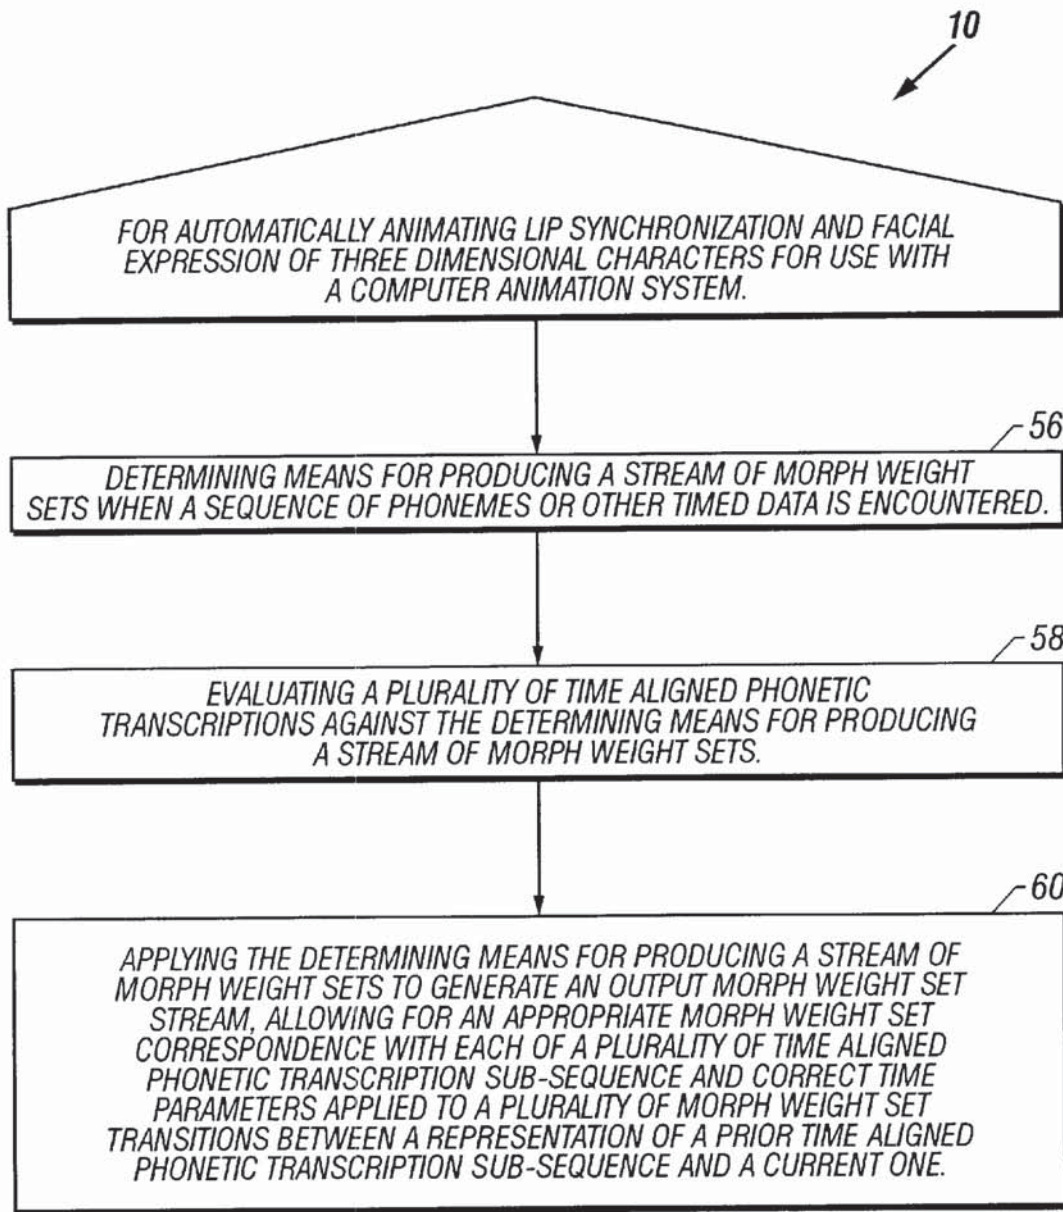 10
FOR AUTOMATICALLY ANIMATING LIP SYNCHRONIZATION AND FACIAL
EXPRESSION OF THREE DIMENSIONAL CHARACTERS FOR USE WITH
A COMPUTER ANIMATION SYSTEM.
56
DETERMINING MEANS FOR PRODUCING A STREAM OF MORPH WEIGHT
SETS WHEN A SEQUENCE OF PHONEMES OR OTHER TIMED DATA IS ENCOUNTERED.
58
EVALUATING A PLURALITY OF TIME ALIGNED PHONETIC
TRANSCRIPTIONS AGAINST THE DETERMINING MEANS FOR PRODUCING
A STREAM OF MORPH WEIGHT SETS.
60
APPLYING THE DETERMINING MEANS FOR PRODUCING A STREAM OF
MORPH WEIGHT SETS TO GENERATE AN OUTPUT MORPH WEIGHT SET
STREAM, ALLOWING FOR AN APPROPRIATE MORPH WEIGHT SET
CORRESPONDENCE WITH EACH OF A PLURALITY OF TIME ALIGNED
PHONETIC TRANSCRIPTION SUB-SEQUENCE AND CORRECT TIME
PARAMETERS APPLIED TO A PLURALITY OF MORPH WEIGHT SET
TRANSITIONS BETWEEN A REPRESENTATION OF A PRIOR TIME ALIGNED
PHONETIC TRANSCRIPTION SUB-SEQUENCE AND A CURRENT ONE.